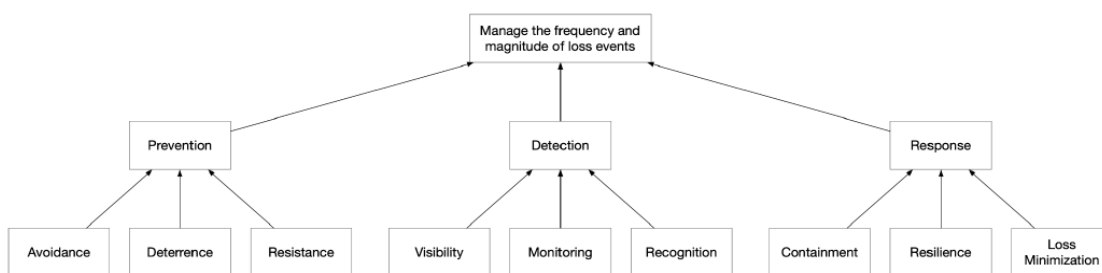 Manage the frequency and
magnitude of loss events
Prevention
Detection
Response
Avoidance
Deterrence
Resistance
Visibility
Monitoring
Recognition
Containment
Resilience
Loss
Minimization